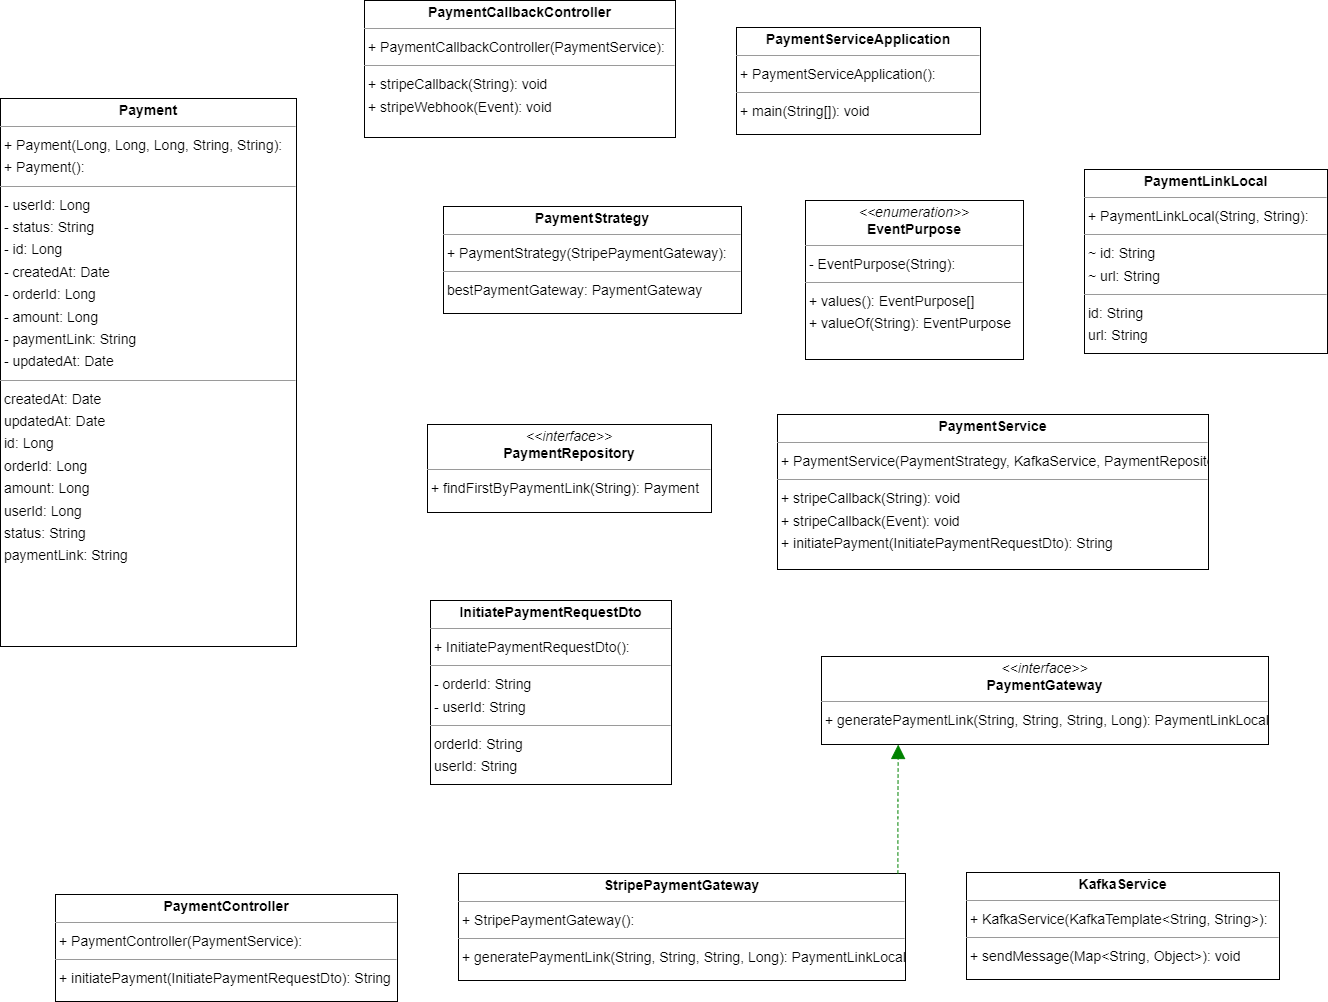 PaymentCallbackController
+ PaymentCallbackController(PaymentService):
+ stripeCallback(String): void
+ stripeWebhook(Event): void
PaymentServiceApplication
+ PaymentServiceApplication():
+ main(String[]): void
Payment
+ Payment(Long, Long, Long, String, String):
+ Payment():
- userId: Long
- status: String
- id: Long
- createdAt: Date
- orderId: Long
- amount: Long
- paymentLink: String
- updatedAt: Date
createdAt: Date
updatedAt: Date
id: Long
orderId: Long
amount: Long
userId: Long
status: String
paymentLink: String
PaymentStrategy
+ PaymentStrategy(StripePaymentGateway):
bestPaymentGateway: PaymentGateway
<<enumeration>>
EventPurpose
- EventPurpose(String):
+ values(): EventPurpose[]
+ valueOf(String): EventPurpose
PaymentLinkLocal
+ PaymentLinkLocal(String, String):
~ id: String
~ url: String
id: String
url: String
<<interface>>
PaymentRepository
+ findFirstByPaymentLink(String): Payment
PaymentService
+ PaymentService(PaymentStrategy, KafkaService, PaymentReposit
+ stripeCallback(String): void
+ stripeCallback(Event): void
+ initiatePayment(InitiatePaymentRequestDto): String
InitiatePaymentRequestDto
+ InitiatePaymentRequestDto():
- orderId: String
- userId: String
orderId: String
userId: String
<<interface>>
PaymentGateway
+ generatePaymentLink(String, String, String, Long): PaymentLinkLocal
PaymentController
+ PaymentController(PaymentService):
+ initiatePayment(InitiatePaymentRequestDto): String
StripePaymentGateway
+ StripePaymentGateway():
+ generatePaymentLink(String, String, String, Long): PaymentLinkLocal
KafkaService
+ KafkaService(KafkaTemplate<String, String>):
+ sendMessage(Map<String, Object>): void